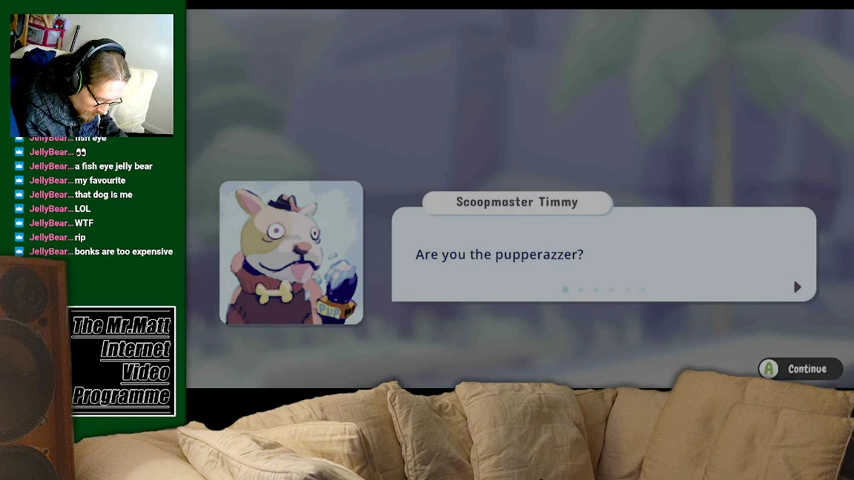 JellyBear... fish eye
JellyBear... 👀
JellyBear... a fish eye jelly bear
JellyBear... my favourite
JellyBear... that dog is me
JellyBear... LOL
JellyBear... WTF
JellyBear... rip
JellyBear... bonks are too expensive
The Mr.Matt
Internet
Video
Programme
Scoopmaster Timmy
Are you the pupperazzer?
PUP
A Continue